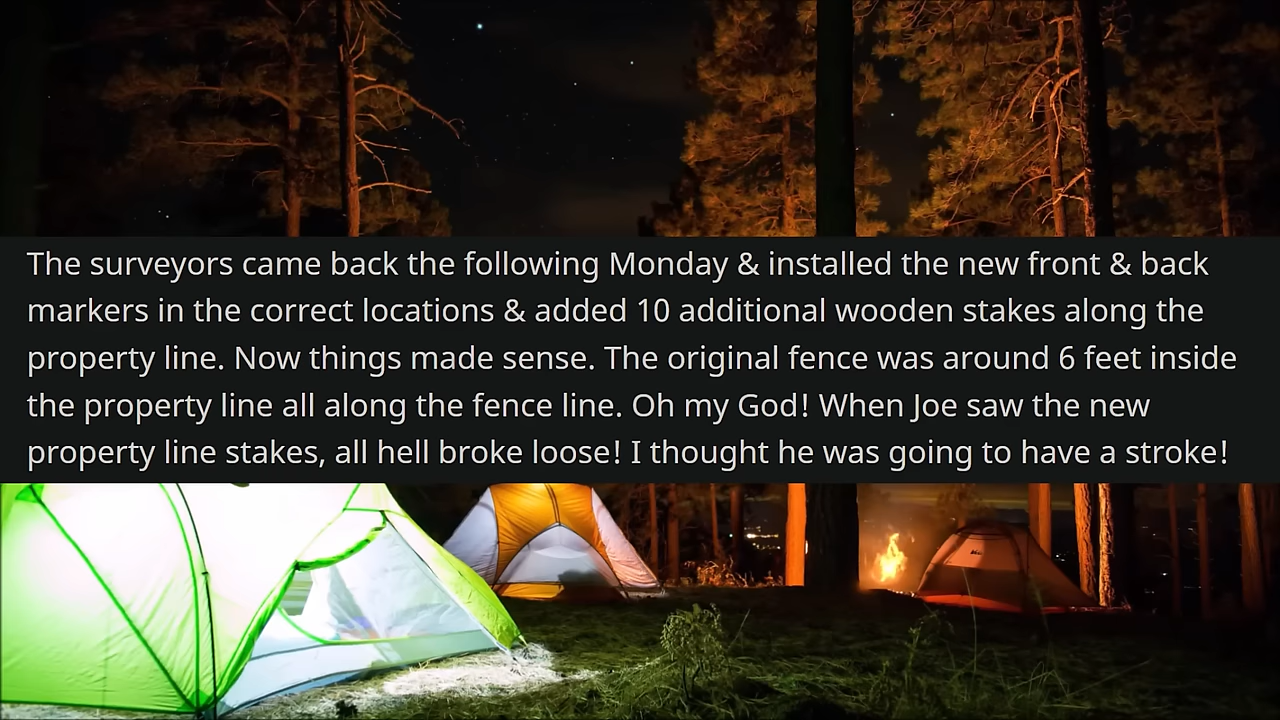 The surveyors came back the following Monday & installed the new front & back
markers in the correct locations & added 10 additional wooden stakes along the
property line. Now things made sense. The original fence was around 6 feet inside
the property line all along the fence line. Oh my God! When Joe saw the new
property line stakes, all hell broke loose! I thought he was going to have a stroke!